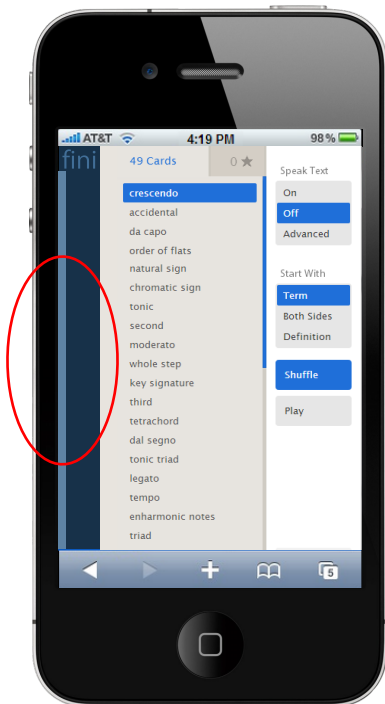 AT&T 4:19 PM 98%
fini
49 Cards 0
crescendo
accidental
da capo
order of flats
natural sign
chromatic sign
tonic
second
moderato
whole step
key signature
third
tetrachord
dal segno
tonic triad
legato
tempo
enharmonic notes
triad
Speak Text
On
Off
Advanced
Start With
Term
Both Sides
Definition
Shuffle
Play
5